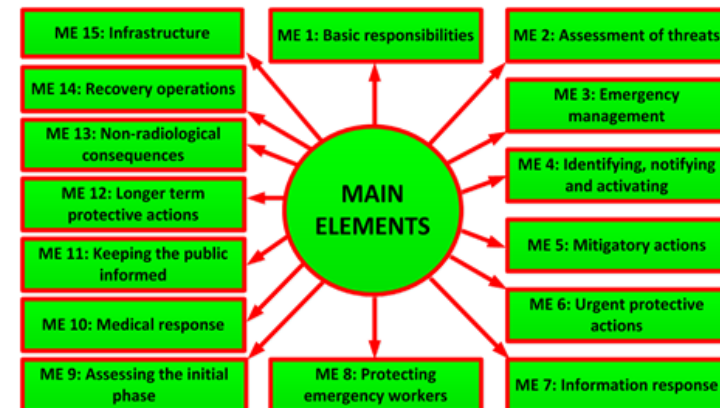 MAIN
ELEMENTS
ME 1: Basic responsibilities
ME 2: Assessment of threats
ME 3: Emergency
management
ME 4: Identifying, notifying
and activating
ME 5: Mitigatory actions
ME 6: Urgent protective
actions
ME 7: Information response
ME 8: Protecting
emergency workers
ME 9: Assessing the initial
phase
ME 10: Medical response
ME 11: Keeping the public
informed
ME 12: Longer term
protective actions
ME 13: Non-radiological
consequences
ME 14: Recovery operations
ME 15: Infrastructure